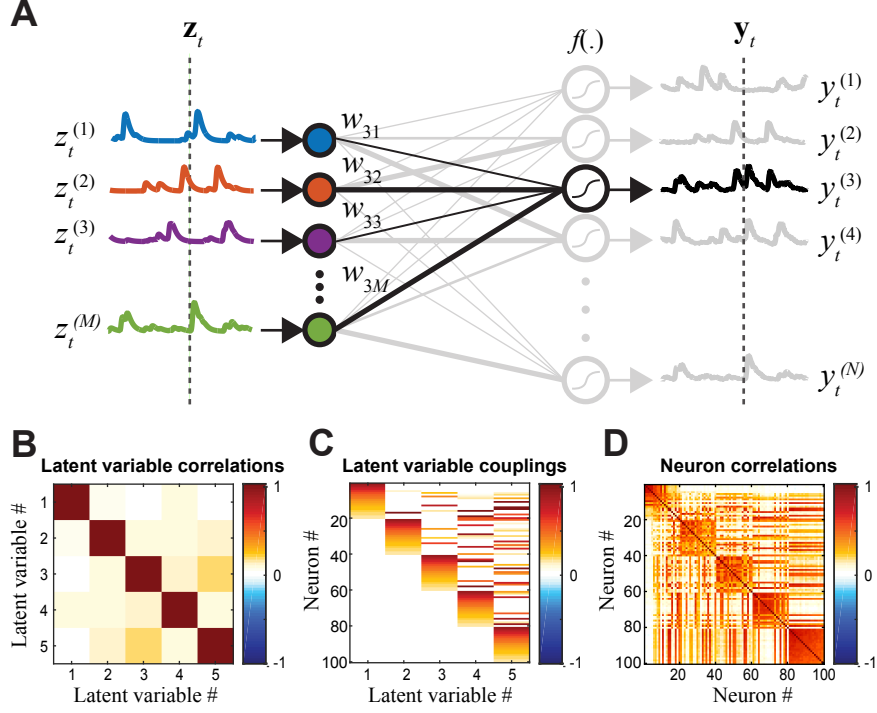 A
z_t
f(.)
y_t
z_t^(1)
w_31
y_t^(1)
z_t^(2)
w_32
y_t^(2)
z_t^(3)
w_33
y_t^(3)
z_t^(M)
w_3M
y_t^(4)
y_t^(N)
B
Latent variable correlations
Latent variable #
1
2
3
4
5
1 2 3 4 5
Latent variable #
1
0
-1
C
Latent variable couplings
Neuron #
20
40
60
80
100
1 2 3 4 5
Latent variable #
1
0
-1
D
Neuron correlations
20
40
60
80
100
20 40 60 80 100
Neuron #
1
0
-1